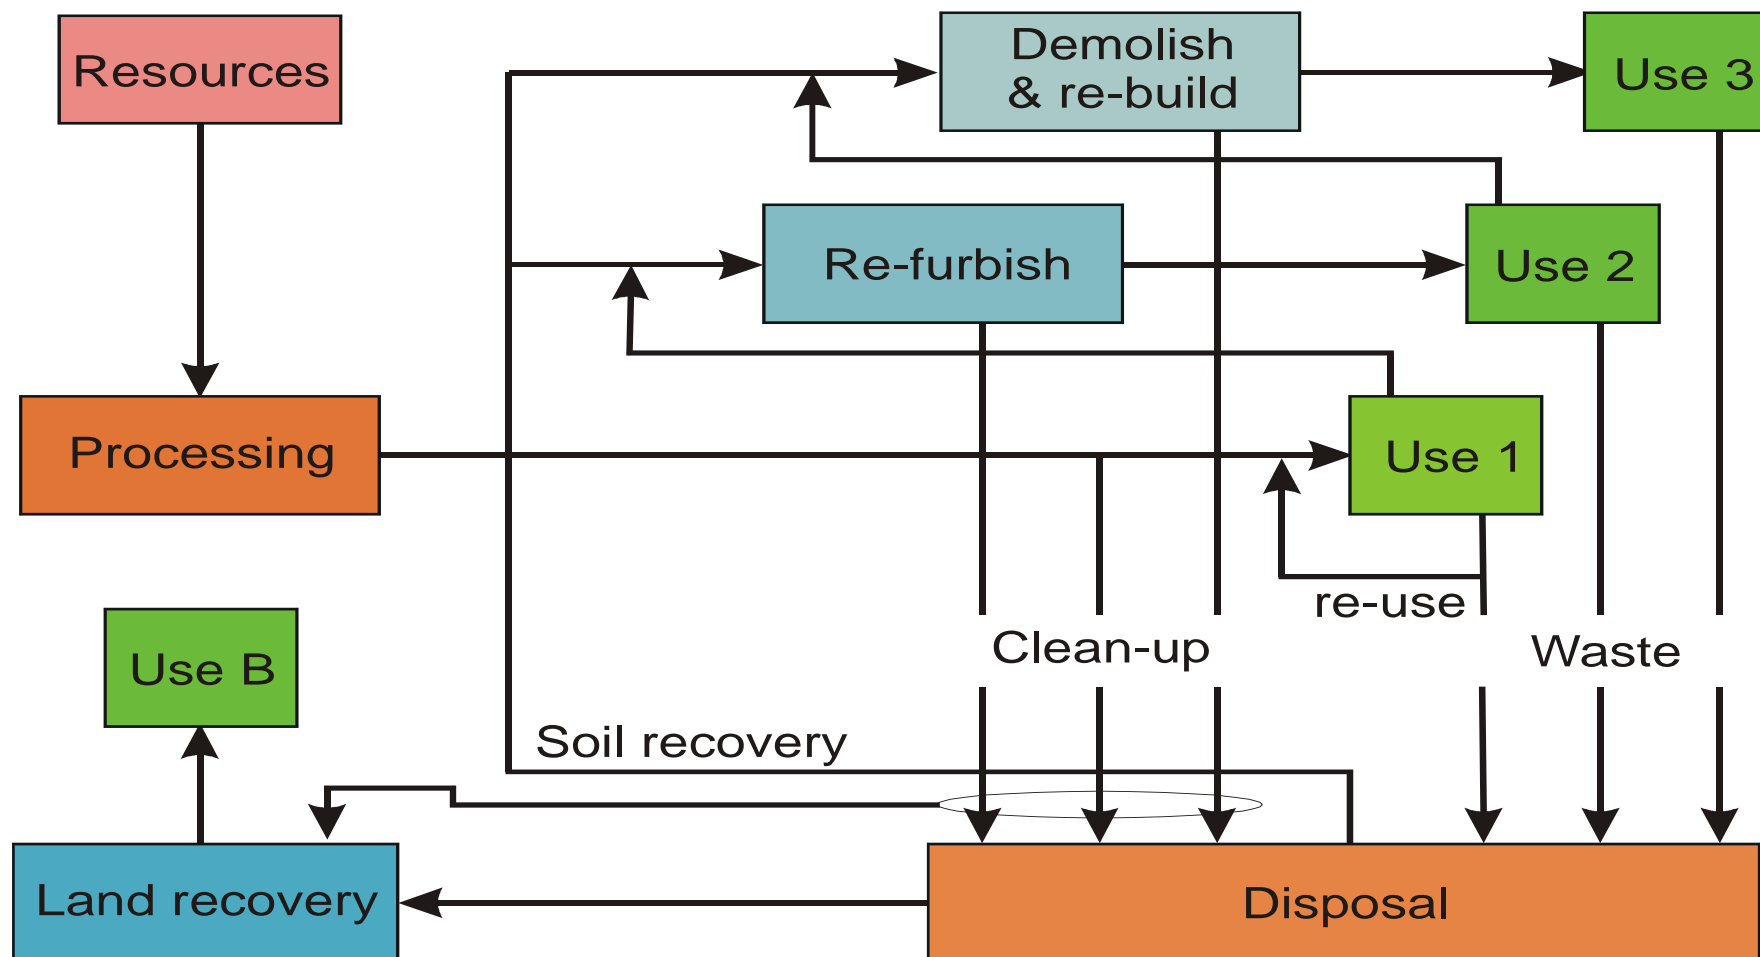 Resources
Demolish
& re-build
Use 3
Re-furbish
Use 2
Processing
Use 1
re-use
Use B
Clean-up
Waste
Soil recovery
Land recovery
Disposal